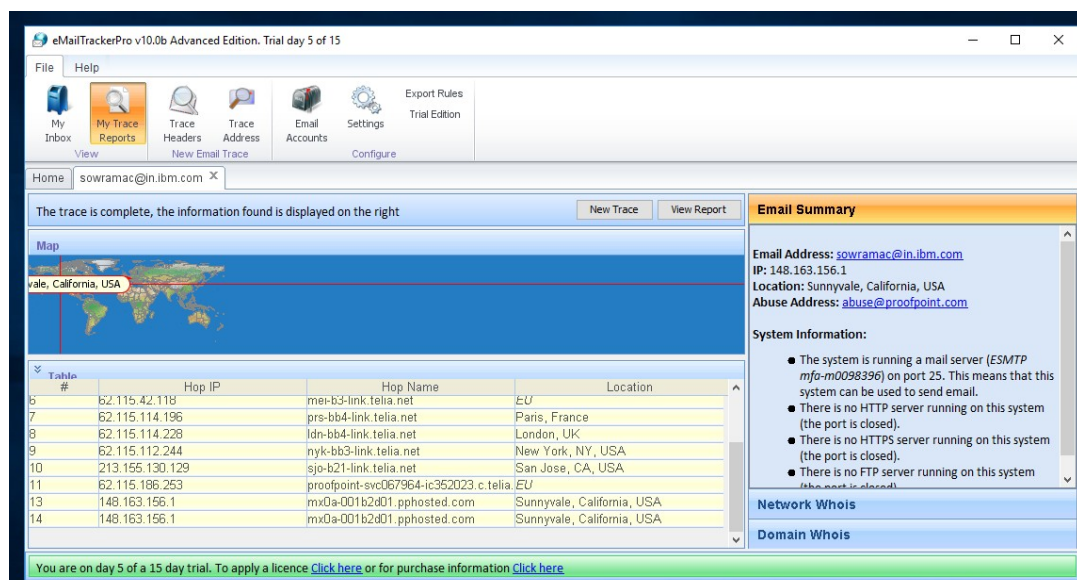 eMailTrackerPro v10.0b Advanced Edition. Trial day 5 of 15
File Help
My Inbox
My Trace Reports
Trace Headers
Trace Address
Email Accounts
Settings
Export Rules
Trial Edition
View
New Email Trace
Configure
Home sowramac@in.ibm.com X
The trace is complete, the information found is displayed on the right
New Trace View Report
Map
vale, California, USA
Table
# Hop IP Hop Name Location
6 62.115.42.118 mei-b3-link.telia.net EU
7 62.115.114.196 prs-bb4-link.telia.net Paris, France
8 62.115.114.228 ldn-bb4-link.telia.net London, UK
9 62.115.112.244 nyk-bb3-link.telia.net New York, NY, USA
10 213.155.130.129 sjo-b21-link.telia.net San Jose, CA, USA
11 62.115.186.253 proofpoint-svc067964-ic352023.c.telia. EU
13 148.163.156.1 mx0a-001b2d01.pphosted.com Sunnyvale, California, USA
14 148.163.156.1 mx0a-001b2d01.pphosted.com Sunnyvale, California, USA
Email Summary
Email Address: sowramac@in.ibm.com
IP: 148.163.156.1
Location: Sunnyvale, California, USA
Abuse Address: abuse@proofpoint.com
System Information:
The system is running a mail server (ESMTP
mfa-m0098396) on port 25. This means that this
system can be used to send email.
There is no HTTP server running on this system
(the port is closed).
There is no HTTPS server running on this system
(the port is closed).
There is no FTP server running on this system
(the port is closed)
Network Whois
Domain Whois
You are on day 5 of a 15 day trial. To apply a licence Click here or for purchase information Click here